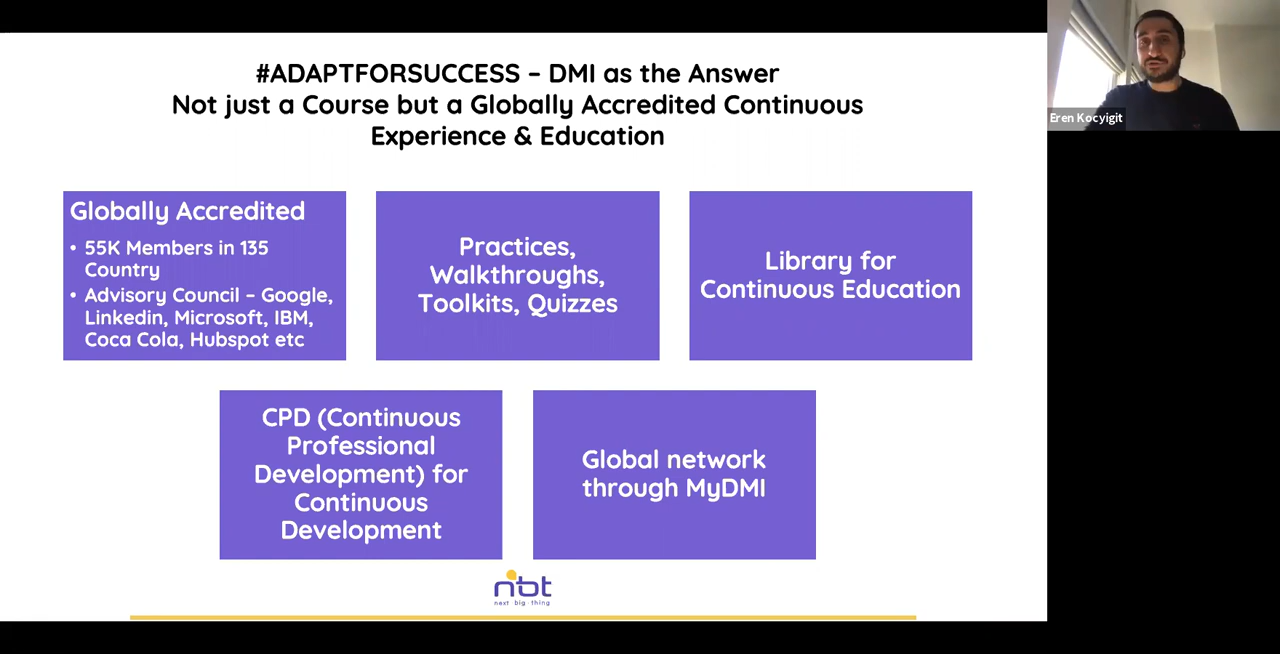 #ADAPTFORSUCCESS – DMI as the Answer
Not just a Course but a Globally Accredited Continuous
Experience & Education
Eren Kocyigit
Globally Accredited
• 55K Members in 135
Country
• Advisory Council – Google,
Linkedin, Microsoft, IBM,
Coca Cola, Hubspot etc
Practices,
Walkthroughs,
Toolkits, Quizzes
Library for
Continuous Education
CPD (Continuous
Professional
Development) for
Continuous
Development
Global network
through MyDMI
nbt
next big thing